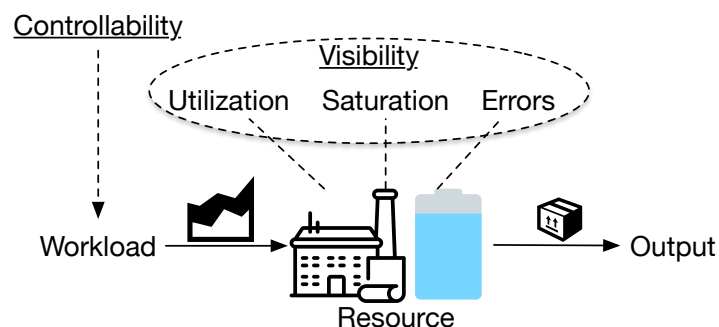 Controllability
Visibility
Utilization Saturation Errors
Workload
Output
Resource